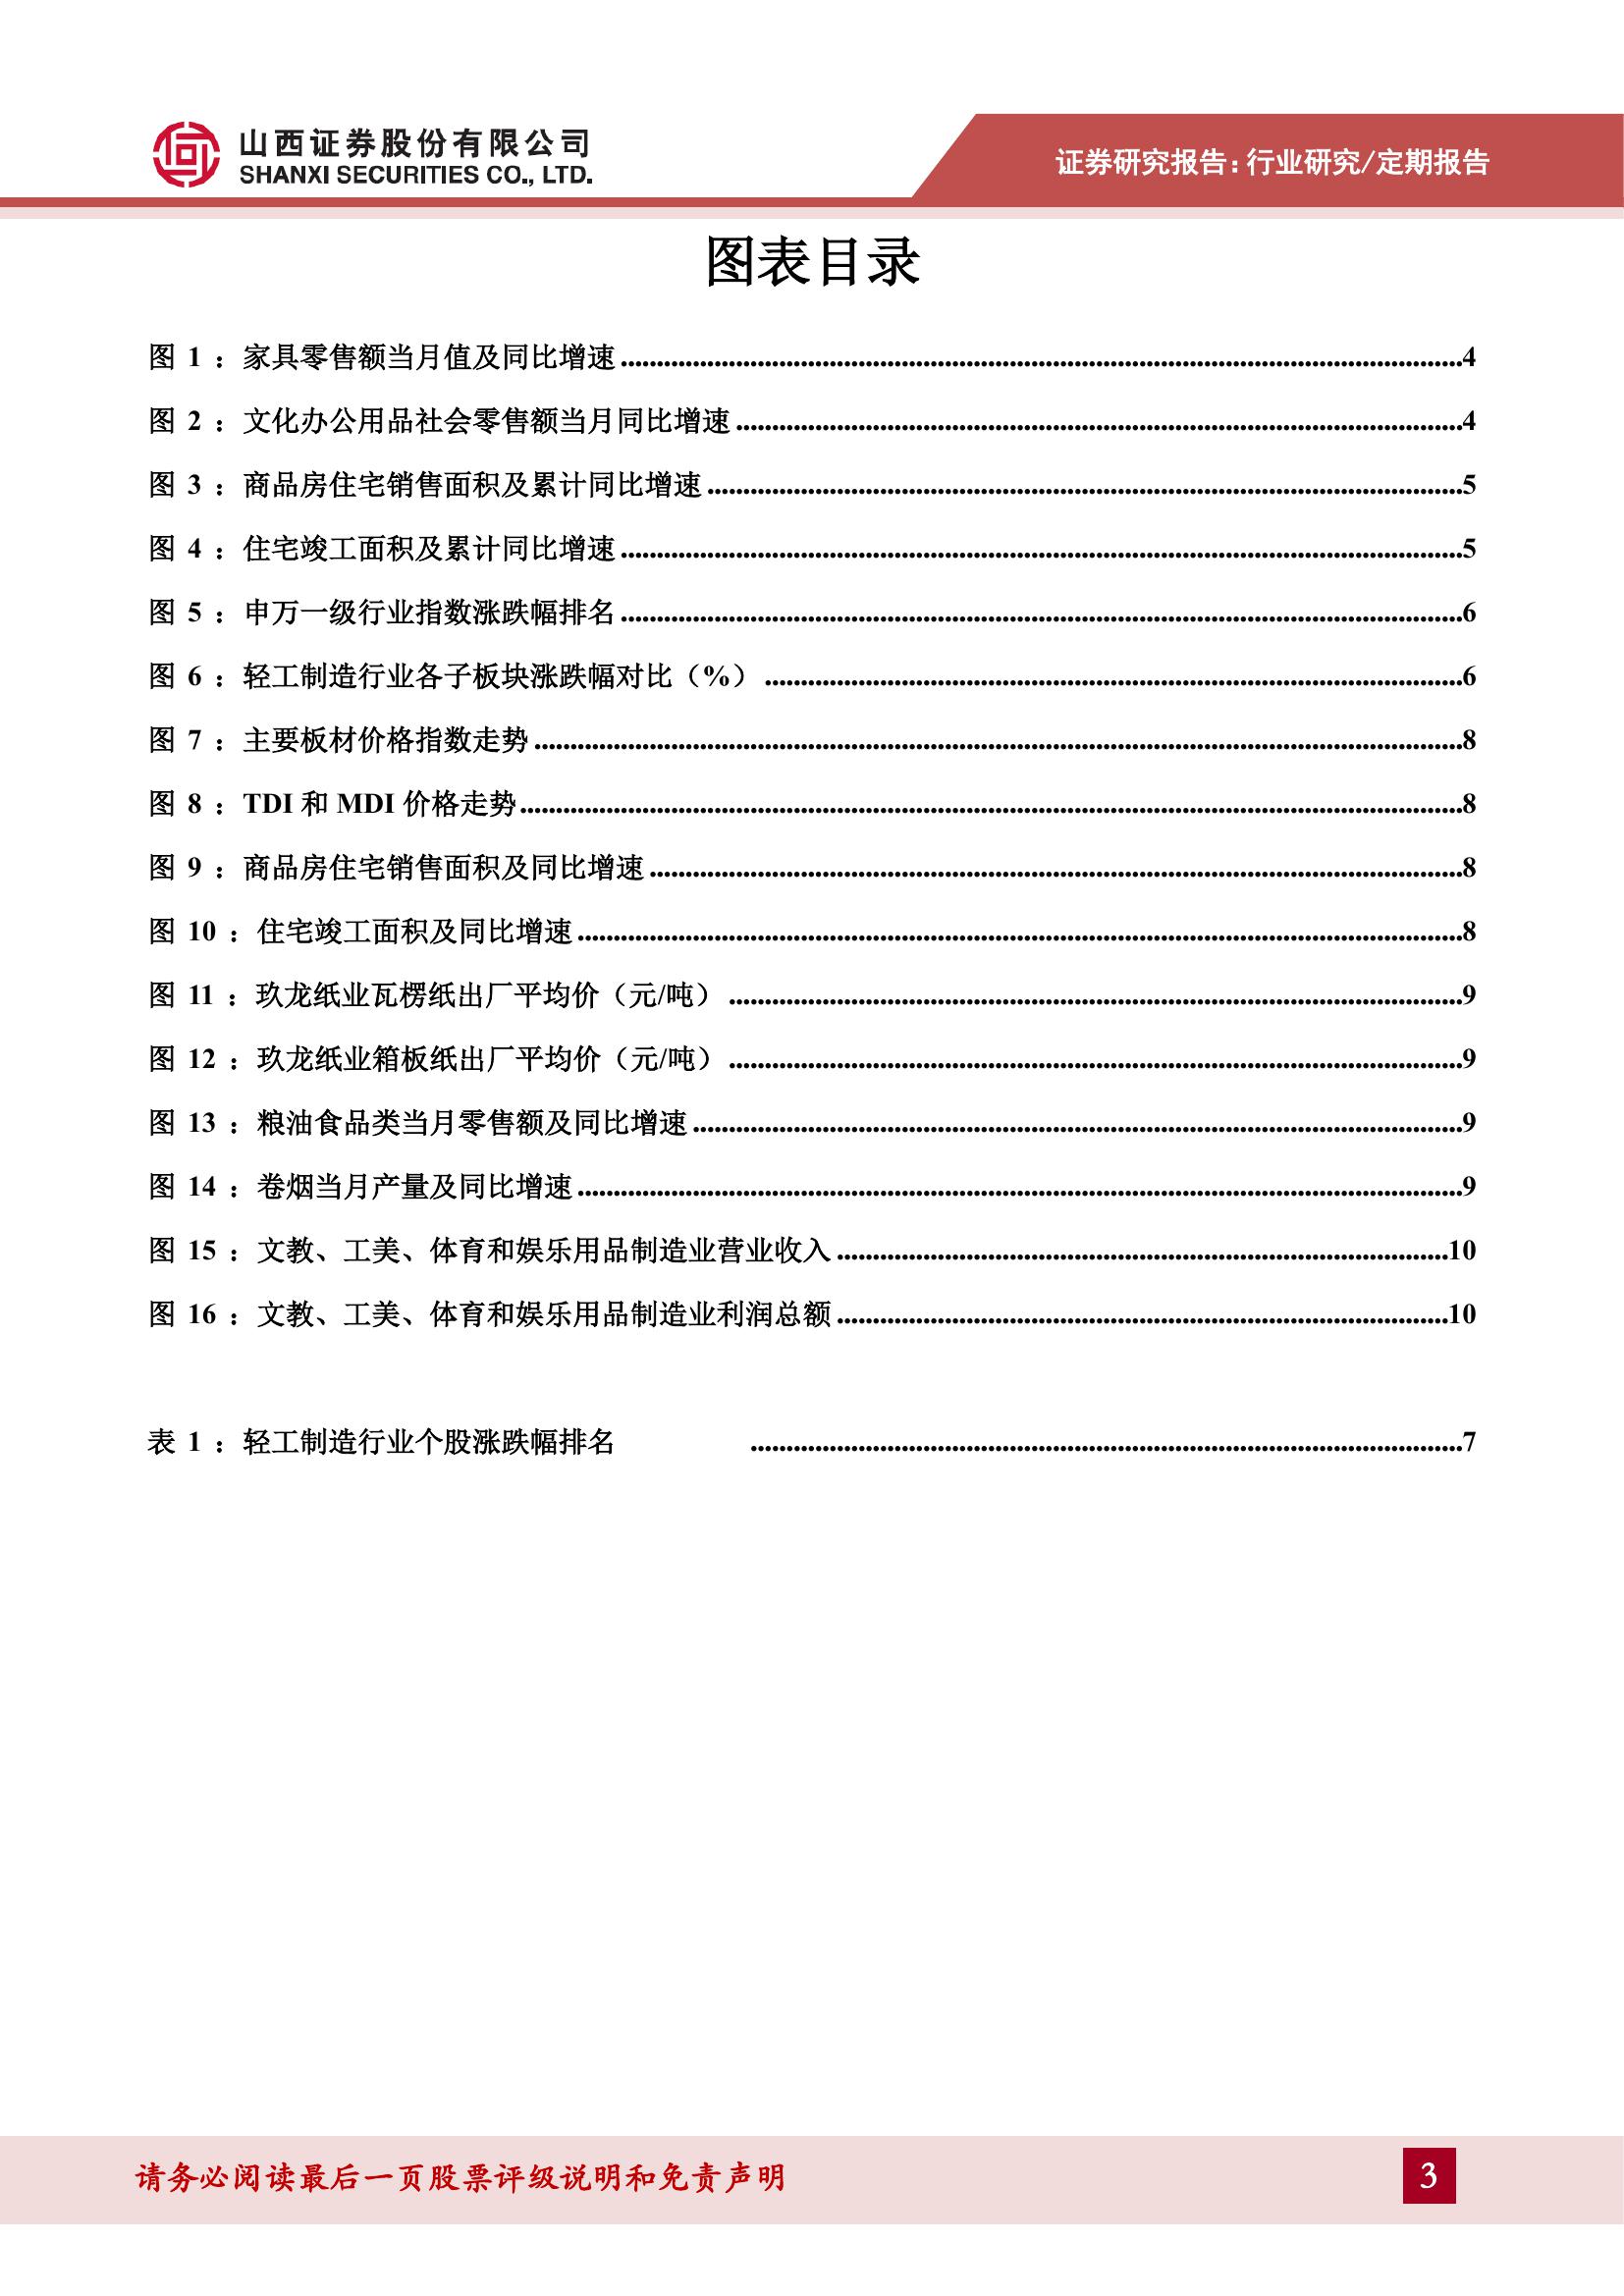 山西证券股份有限公司
SHANXI SECURITIES CO., LTD.
证券研究报告：行业研究/定期报告
图表目录
图 1 ：家具零售额当月值及同比增速........................................4
图 2 ：文化办公用品社会零售额当月同比增速........................................4
图 3 ：商品房住宅销售面积及累计同比增速........................................5
图 4 ：住宅竣工面积及累计同比增速........................................5
图 5 ：申万一级行业指数涨跌幅排名........................................6
图 6 ：轻工制造行业各子板块涨跌幅对比（%）........................................6
图 7 ：主要板材价格指数走势........................................8
图 8 ：TDI 和 MDI 价格走势........................................8
图 9 ：商品房住宅销售面积及同比增速........................................8
图 10 ：住宅竣工面积及同比增速........................................8
图 11 ：玖龙纸业瓦楞纸出厂平均价（元/吨）........................................9
图 12 ：玖龙纸业箱板纸出厂平均价（元/吨）........................................9
图 13 ：粮油食品类当月零售额及同比增速........................................9
图 14 ：卷烟当月产量及同比增速........................................9
图 15 ：文教、工美、体育和娱乐用品制造业营业收入........................................10
图 16 ：文教、工美、体育和娱乐用品制造业利润总额........................................10
表 1 ：轻工制造行业个股涨跌幅排名 ........................................7
请务必阅读最后一页股票评级说明和免责声明
3